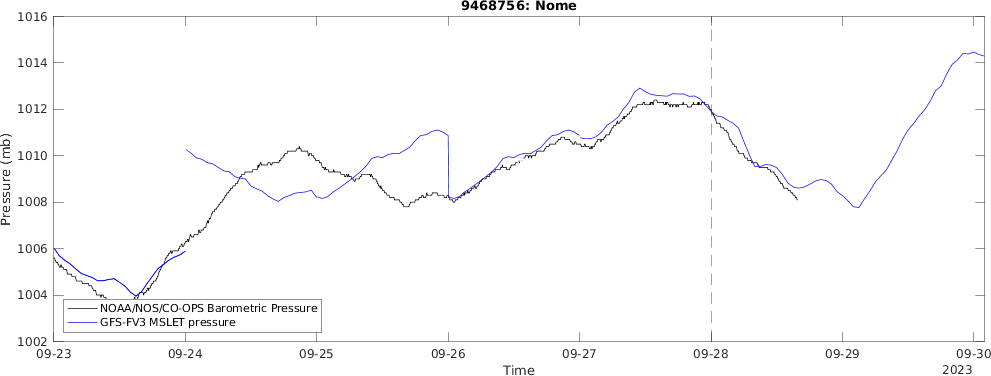 9468756: Nome
Pressure (mb)
1016
1014
1012
1010
1008
1006
1004
1002
NOAA/NOS/CO-OPS Barometric Pressure
GFS-FV3 MSLET pressure
09-23 09-24 09-25 09-26 09-27 09-28 09-29 09-30
Time
2023